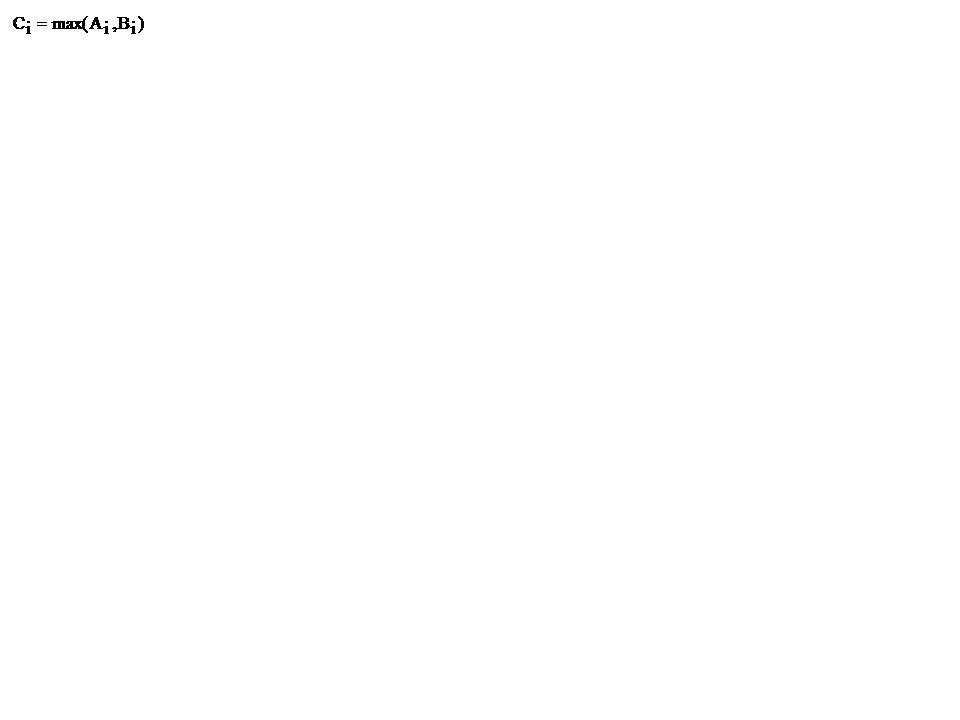 Cᵢ = max(Aᵢ ,Bᵢ)